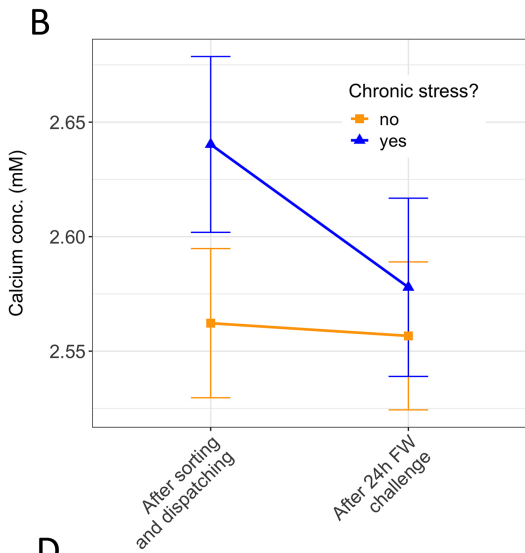 B
Calcium conc. (mM)
2.65
2.60
2.55
Chronic stress?
no
yes
After sorting
and dispatching
After 24h FW
challenge
D